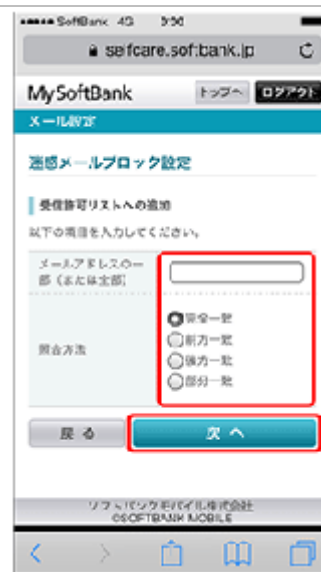 SoftBank 4G 9:56
selfcare.softbank.jp
My SoftBank トップへ ログアウト
メール設定
迷惑メールブロック設定
受信許可リストへの追加
以下の項目を入力してください。
メールアドレスの一
部（または全部）
照合方法
完全一致
前方一致
後方一致
部分一致
戻る 次へ
ソフトバンクモバイル株式会社
©SOFTBANK MOBILE